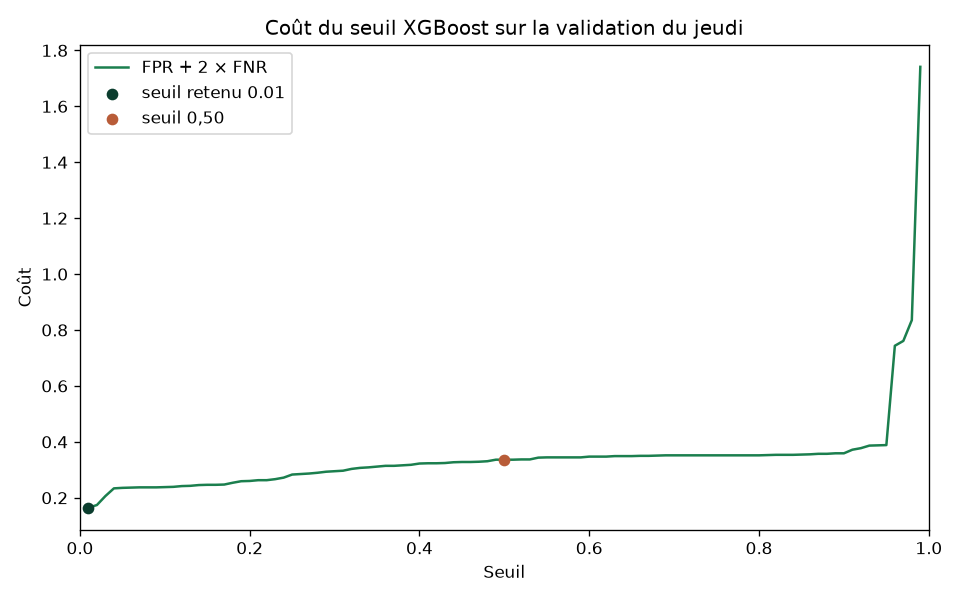 Coût du seuil XGBoost sur la validation du jeudi
FPR + 2 × FNR
seuil retenu 0.01
seuil 0,50
1.8
1.6
1.4
1.2
1.0
0.8
0.6
0.4
0.2
Coût
0.0 0.2 0.4 0.6 0.8 1.0
Seuil